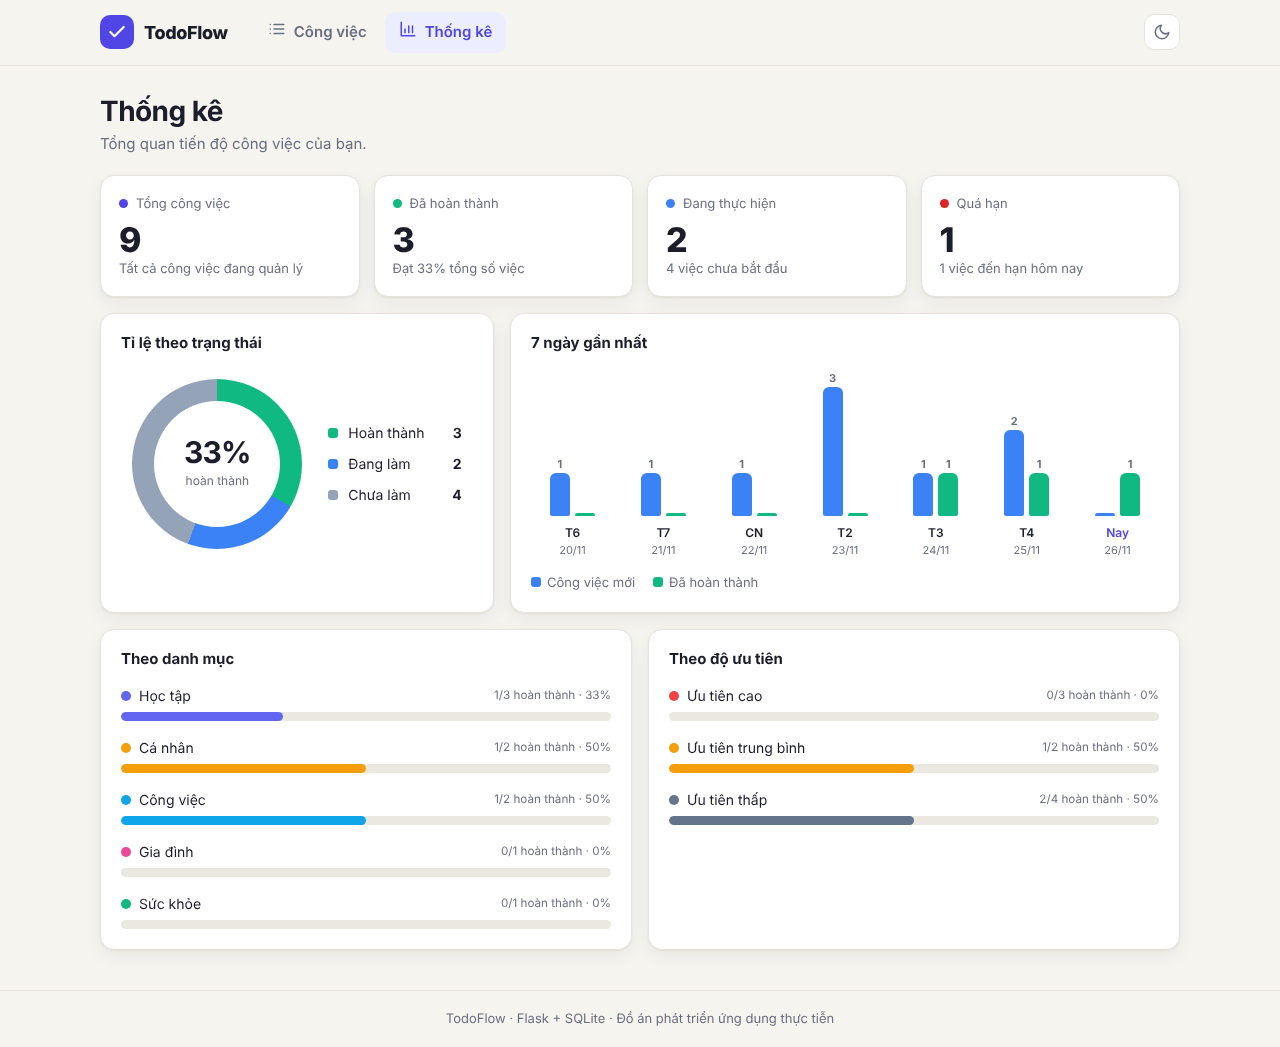 TodoFlow
Công việc
Thống kê
Thống kê
Tổng quan tiến độ công việc của bạn.
Tổng công việc
9
Tất cả công việc đang quản lý
Đã hoàn thành
3
Đạt 33% tổng số việc
Đang thực hiện
2
4 việc chưa bắt đầu
Quá hạn
1
1 việc đến hạn hôm nay
Tỉ lệ theo trạng thái
33%
hoàn thành
Hoàn thành 3
Đang làm 2
Chưa làm 4
7 ngày gần nhất
1 1 1 3 1 1 2 1 1
T6 T7 CN T2 T3 T4 Nay
20/11 21/11 22/11 23/11 24/11 25/11 26/11
Công việc mới Đã hoàn thành
Theo danh mục
Học tập 1/3 hoàn thành · 33%
Cá nhân 1/2 hoàn thành · 50%
Công việc 1/2 hoàn thành · 50%
Gia đình 0/1 hoàn thành · 0%
Sức khỏe 0/1 hoàn thành · 0%
Theo độ ưu tiên
Ưu tiên cao 0/3 hoàn thành · 0%
Ưu tiên trung bình 1/2 hoàn thành · 50%
Ưu tiên thấp 2/4 hoàn thành · 50%
TodoFlow · Flask + SQLite · Đồ án phát triển ứng dụng thực tiễn